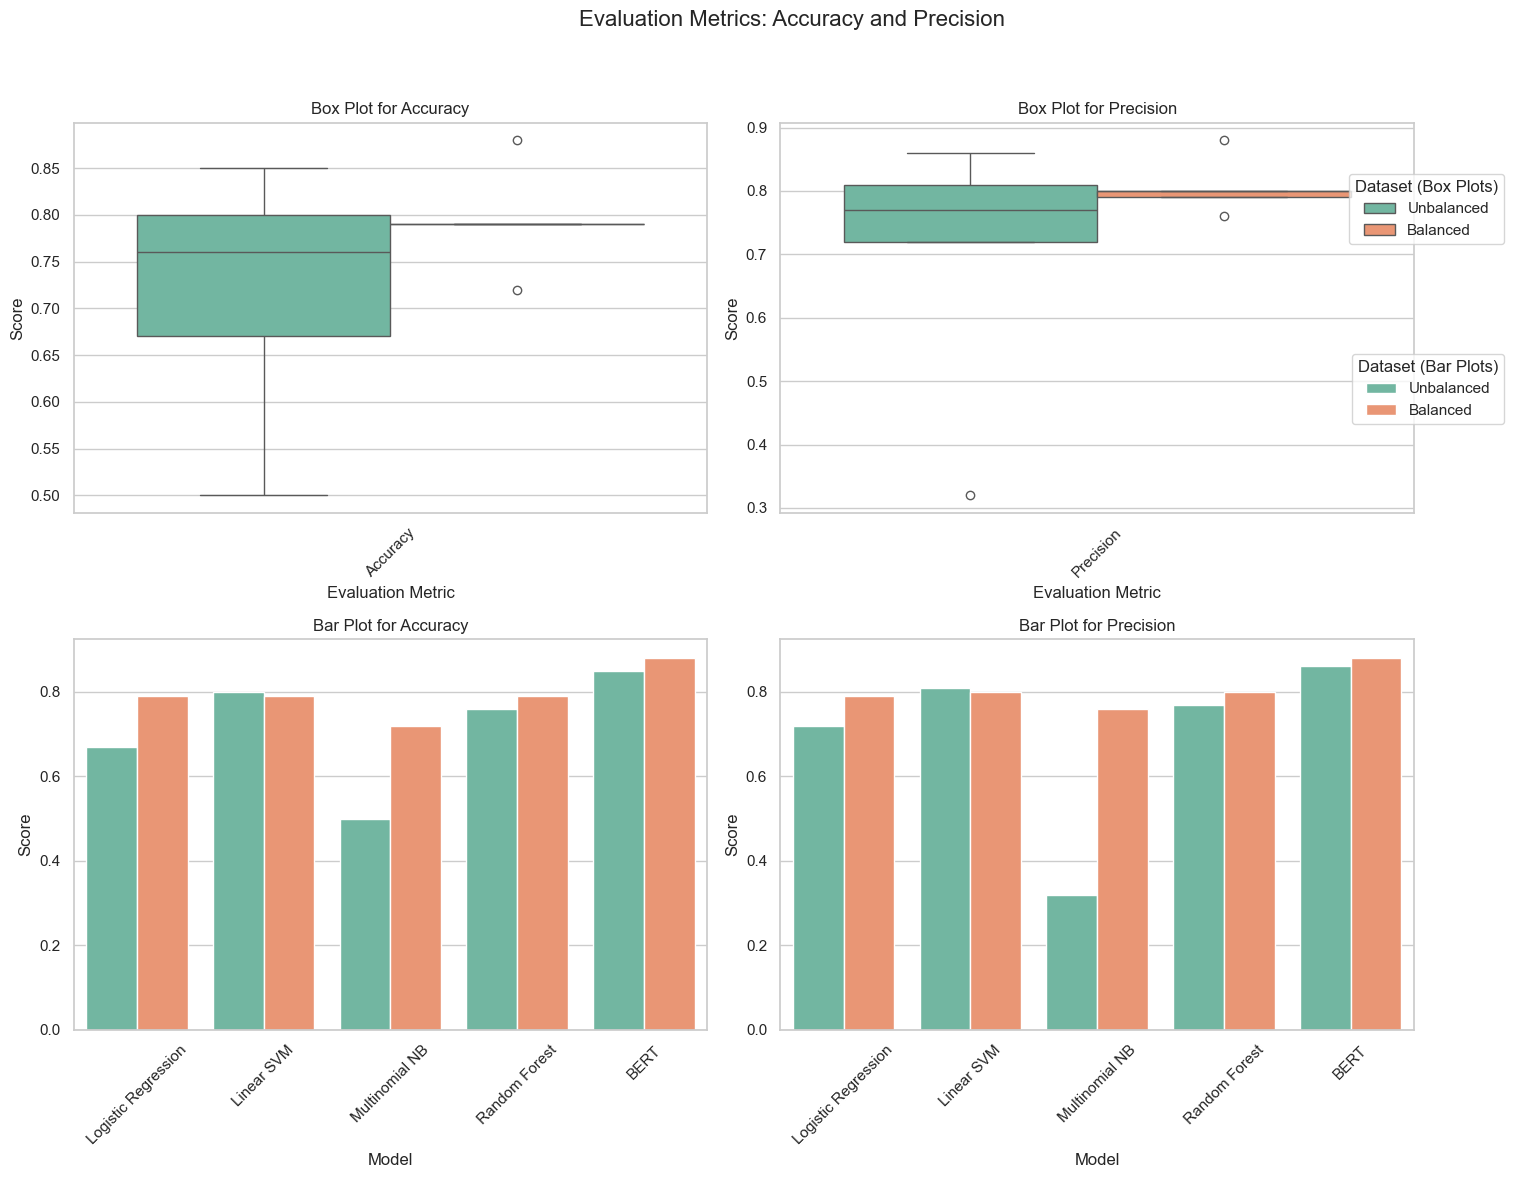 Evaluation Metrics: Accuracy and Precision
Box Plot for Accuracy
0.85
0.80
0.75
0.70
0.65
0.60
0.55
0.50
Score
Accuracy
Evaluation Metric
Box Plot for Precision
0.9
0.8
0.7
0.6
0.5
0.4
0.3
Score
Precision
Evaluation Metric
Dataset (Box Plots)
Unbalanced
Balanced
Dataset (Bar Plots)
Unbalanced
Balanced
Bar Plot for Accuracy
0.8
0.6
0.4
0.2
0.0
Score
Logistic Regression
Linear SVM
Multinomial NB
Random Forest
BERT
Model
Bar Plot for Precision
0.8
0.6
0.4
0.2
0.0
Score
Logistic Regression
Linear SVM
Multinomial NB
Random Forest
BERT
Model